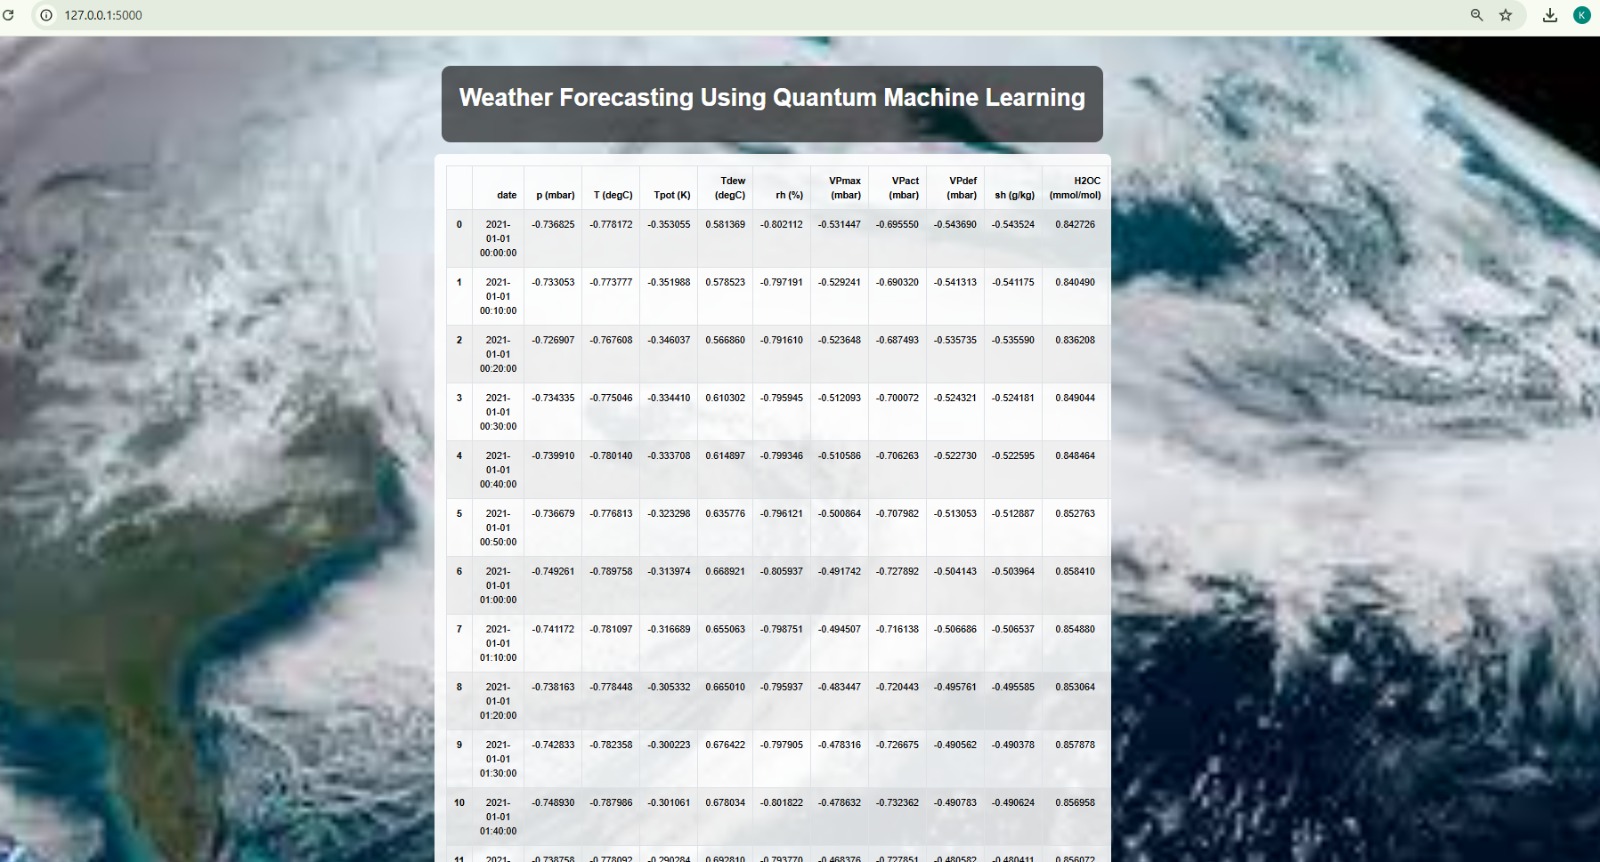 127.0.0.1:5000
K
Weather Forecasting Using Quantum Machine Learning
date p (mbar) T (degC) Tpot (K) Tdew (degC) rh (%) VPmax (mbar) VPact (mbar) VPdef (mbar) sh (g/kg) H2OC (mmol/mol)
0 2021-01-01 00:00:00 -0.736825 -0.778172 -0.353055 0.581369 -0.802112 -0.531447 -0.695550 -0.543690 -0.543524 0.842726
1 2021-01-01 00:10:00 -0.733053 -0.773777 -0.351988 0.578523 -0.797191 -0.529241 -0.690320 -0.541313 -0.541175 0.840490
2 2021-01-01 00:20:00 -0.726907 -0.767608 -0.346037 0.566860 -0.791610 -0.523648 -0.687493 -0.535735 -0.535590 0.836208
3 2021-01-01 00:30:00 -0.734335 -0.775046 -0.334410 0.610302 -0.795945 -0.512093 -0.700072 -0.524321 -0.524181 0.849044
4 2021-01-01 00:40:00 -0.739910 -0.780140 -0.333708 0.614897 -0.799346 -0.510586 -0.706263 -0.522730 -0.522595 0.848464
5 2021-01-01 00:50:00 -0.736679 -0.776813 -0.323298 0.635776 -0.796121 -0.500864 -0.707982 -0.513053 -0.512887 0.852763
6 2021-01-01 01:00:00 -0.749261 -0.789758 -0.313974 0.668921 -0.805937 -0.491742 -0.727892 -0.504143 -0.503964 0.858410
7 2021-01-01 01:10:00 -0.741172 -0.781097 -0.316689 0.655063 -0.798751 -0.494507 -0.716138 -0.506686 -0.506537 0.854880
8 2021-01-01 01:20:00 -0.738163 -0.778448 -0.305332 0.665010 -0.795937 -0.483447 -0.720443 -0.495761 -0.495585 0.853064
9 2021-01-01 01:30:00 -0.742833 -0.782358 -0.300223 0.676422 -0.797905 -0.478316 -0.726675 -0.490562 -0.490378 0.857878
10 2021-01-01 01:40:00 -0.748930 -0.787986 -0.301061 0.678034 -0.801822 -0.478632 -0.732362 -0.490783 -0.490624 0.856958
11 2021- -0.738758 -0.778092 -0.290284 0.692810 -0.793770 -0.468376 -0.727851 -0.480582 -0.480411 0.856072